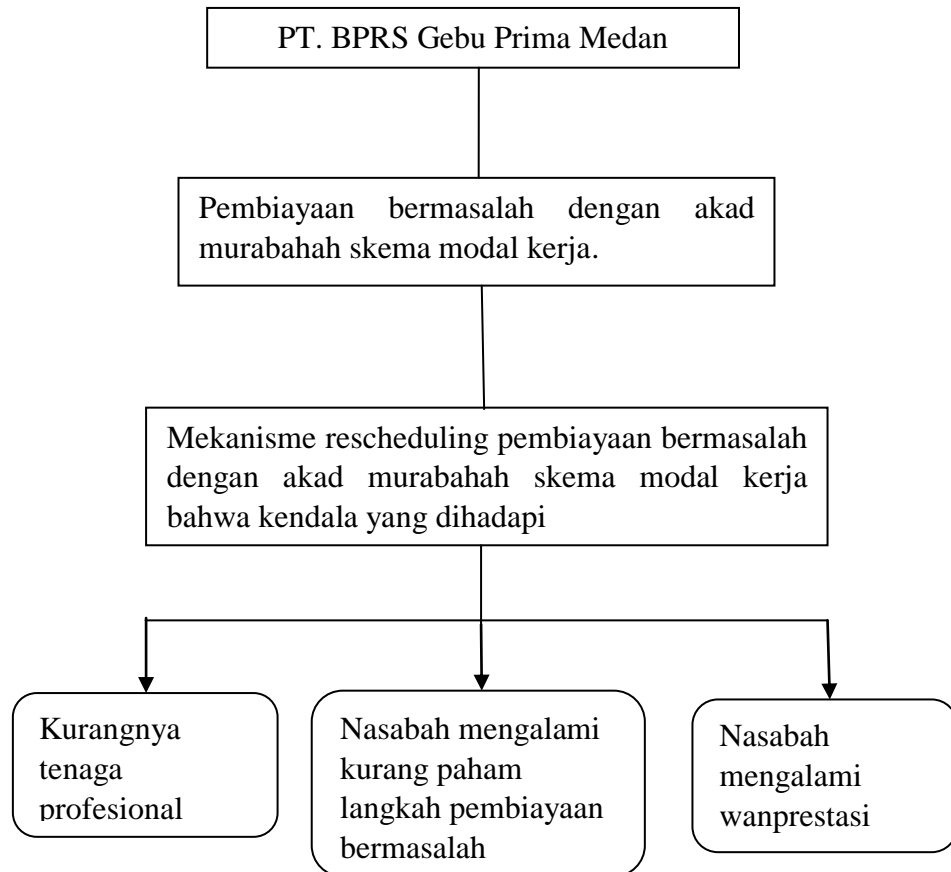 PT. BPRS Gebu Prima Medan
Pembiayaan bermasalah dengan akad
murabahah skema modal kerja.
Mekanisme rescheduling pembiayaan bermasalah
dengan akad murabahah skema modal kerja
bahwa kendala yang dihadapi
Kurangnya
tenaga
profesional
Nasabah mengalami
kurang paham
langkah pembiayaan
bermasalah
Nasabah
mengalami
wanprestasi